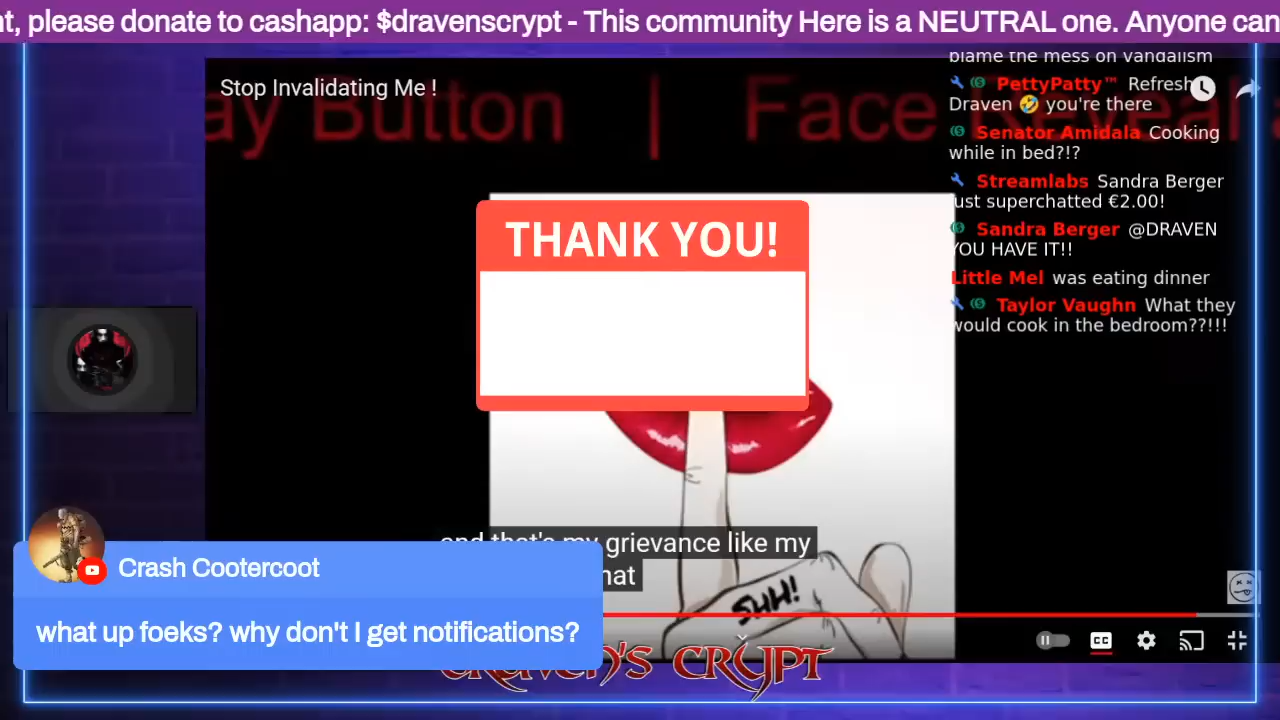 nt, please donate to cashapp: $dravenscrypt - This community Here is a NEUTRAL one. Anyone can
Stop Invalidating Me !
ay Button | Face Reveal
blame the mess on vandalism
PettyPatty™ Refresh
Draven 🤣 you're there
Senator Amidala Cooking
while in bed?!?
Streamlabs Sandra Berger
just superchatted €2.00!
Sandra Berger @DRAVEN
YOU HAVE IT!!
Little Mel was eating dinner
Taylor Vaughn What they
would cook in the bedroom??!!!
THANK YOU!
and that's my grievance like my
hat
SHH!
Crash Cootercoot
what up foeks? why don't I get notifications?
CC
DRAVEN'S CRYPT